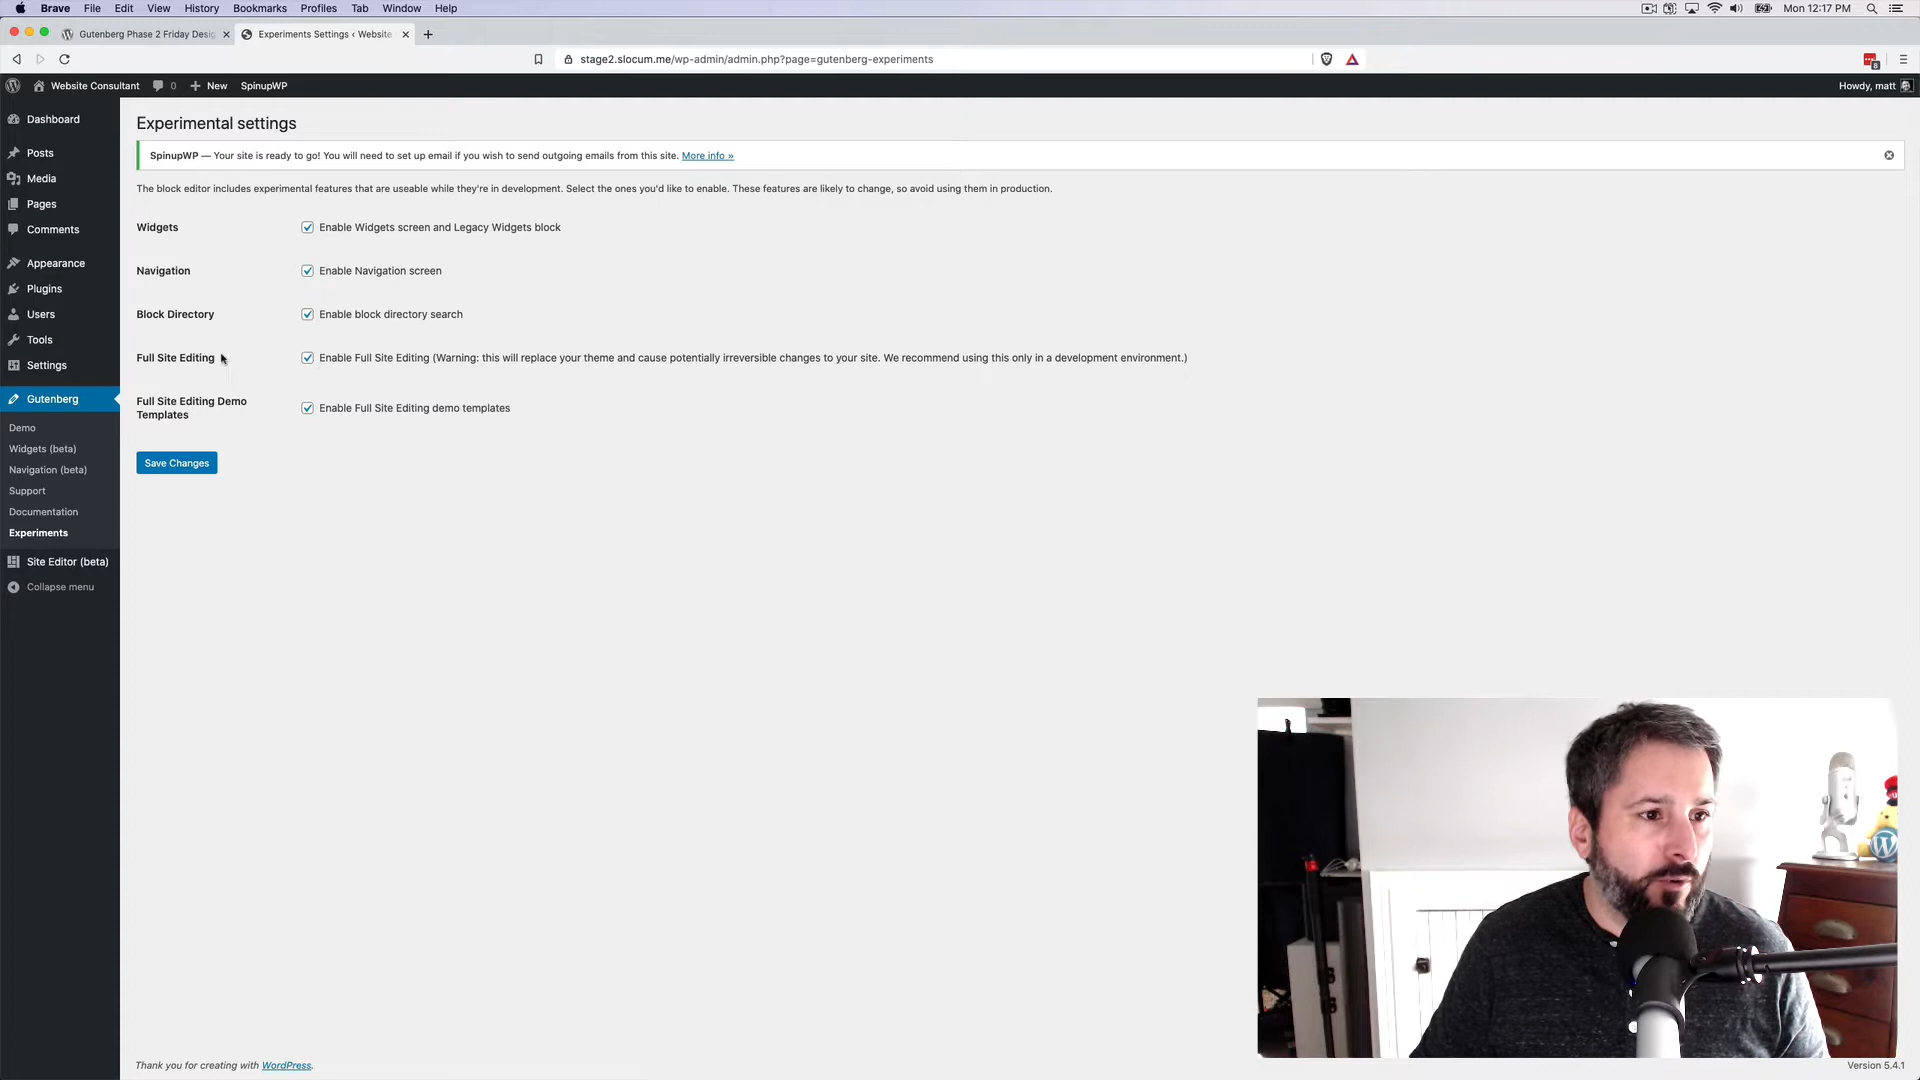 Brave File Edit View History Bookmarks Profiles Tab Window Help Mon 12:17 PM
Gutenberg Phase 2 Friday Desig Experiments Settings ‹ Website
stage2.slocum.me/wp-admin/admin.php?page=gutenberg-experiments
Website Consultant 0 New SpinupWP Howdy, matt
Dashboard
Posts
Media
Pages
Comments
Appearance
Plugins
Users
Tools
Settings
Gutenberg
Demo
Widgets (beta)
Navigation (beta)
Support
Documentation
Experiments
Site Editor (beta)
Collapse menu
Experimental settings
SpinupWP — Your site is ready to go! You will need to set up email if you wish to send outgoing emails from this site. More info »
The block editor includes experimental features that are useable while they're in development. Select the ones you'd like to enable. These features are likely to change, so avoid using them in production.
Widgets Enable Widgets screen and Legacy Widgets block
Navigation Enable Navigation screen
Block Directory Enable block directory search
Full Site Editing Enable Full Site Editing (Warning: this will replace your theme and cause potentially irreversible changes to your site. We recommend using this only in a development environment.)
Full Site Editing Demo
Templates
Enable Full Site Editing demo templates
Save Changes
Thank you for creating with WordPress.
Version 5.4.1